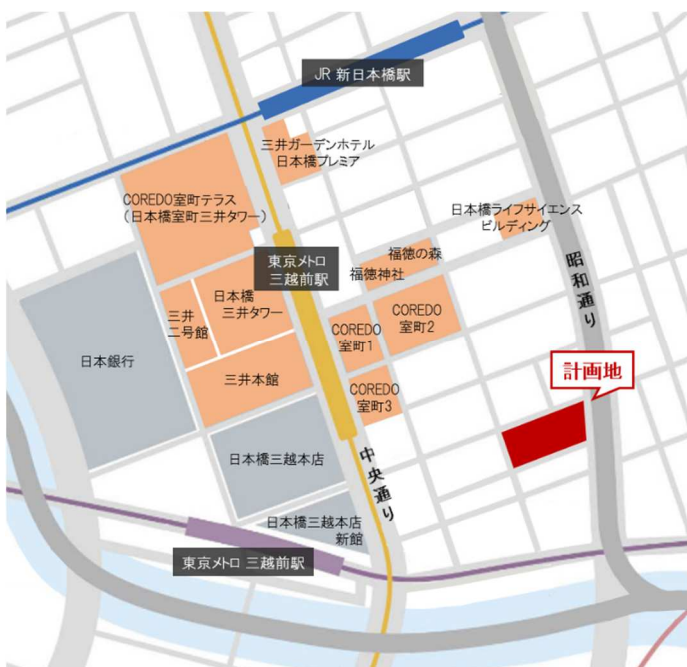 JR 新日本橋駅
三井ガーデンホテル
日本橋プレミア
COREDO室町テラス
(日本橋室町三井タワー)
日本橋ライフサイエンス
ビルディング
東京メトロ
三越前駅
福徳の森
福徳神社
昭和通り
日本橋
三井タワー
三井
二号館
COREDO
室町1
COREDO
室町2
日本銀行
三井本館
COREDO
室町3
計画地
日本橋三越本店
中央通り
日本橋三越本店
新館
東京メトロ 三越前駅